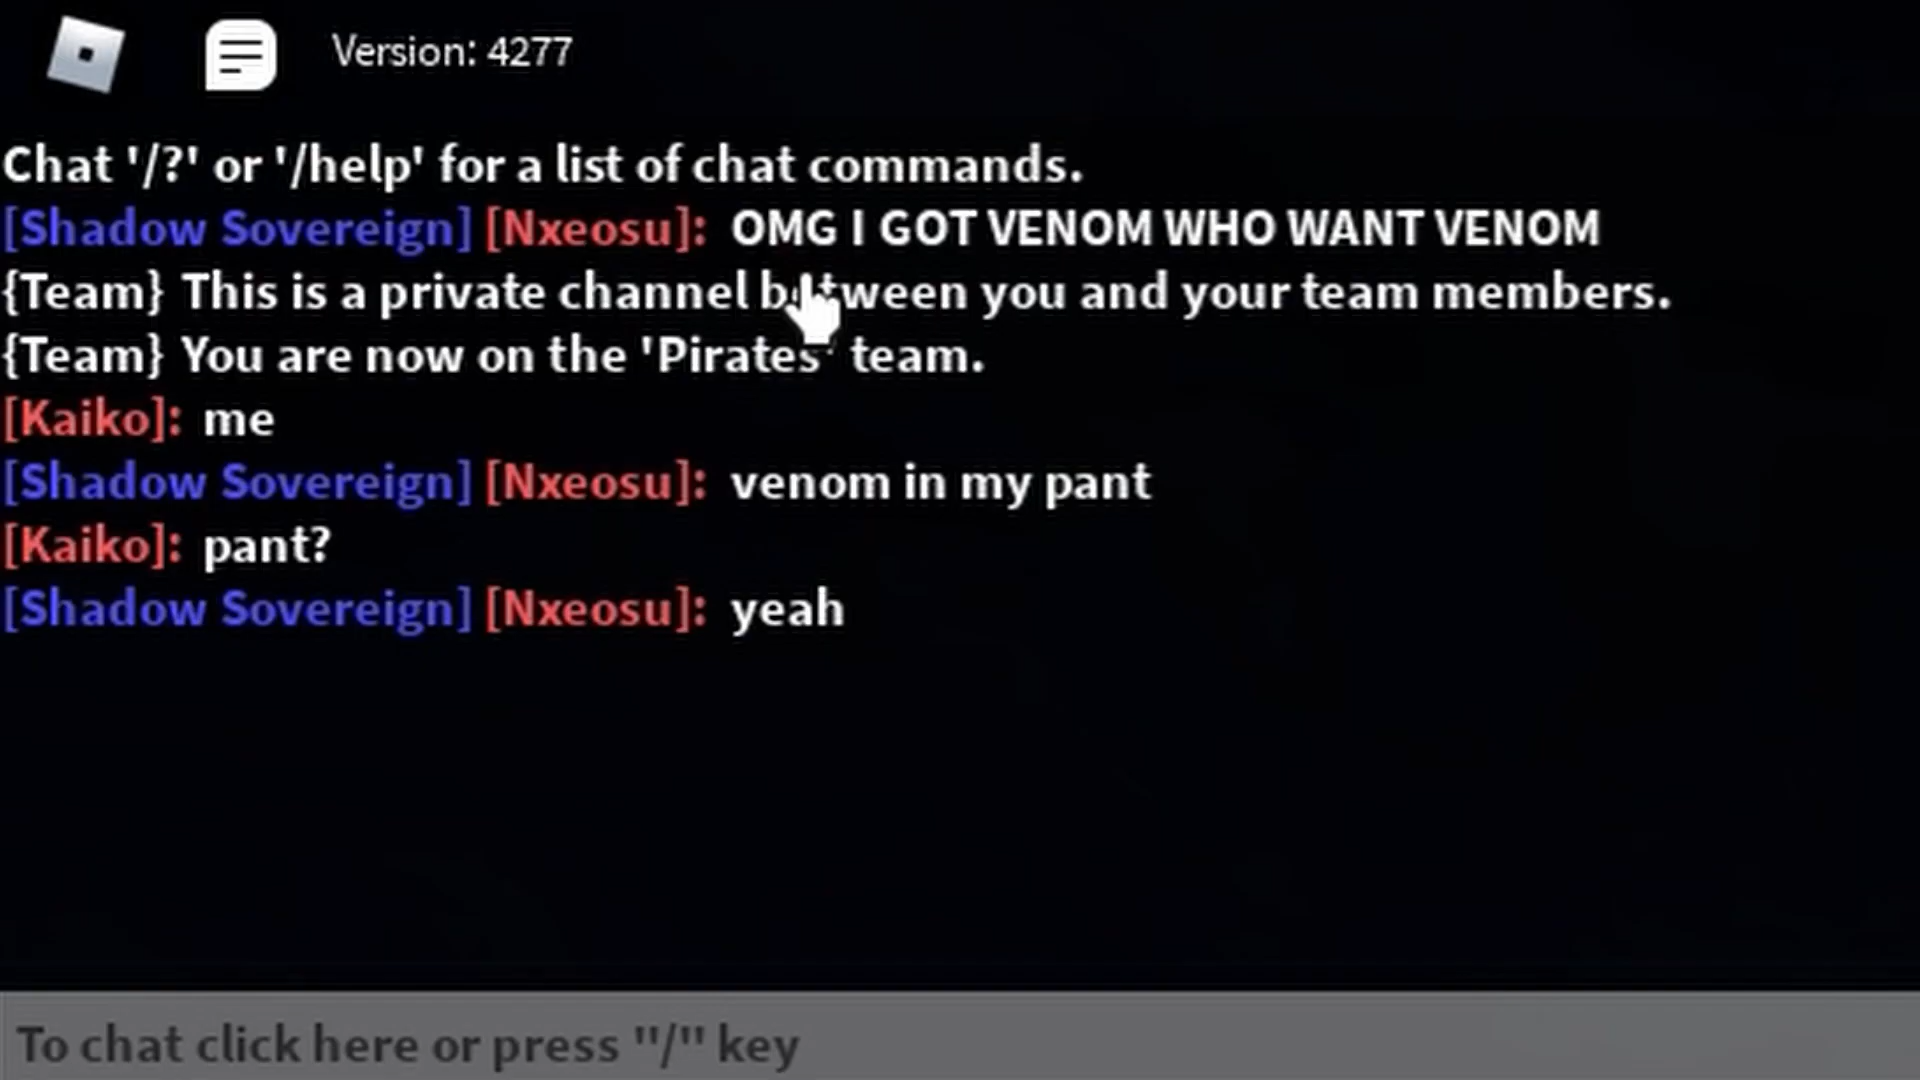 Version: 4277
Chat '/?' or '/help' for a list of chat commands.
[Shadow Sovereign] [Nxeosu]: OMG I GOT VENOM WHO WANT VENOM
{Team} This is a private channel between you and your team members.
{Team} You are now on the 'Pirates' team.
[Kaiko]: me
[Shadow Sovereign] [Nxeosu]: venom in my pant
[Kaiko]: pant?
[Shadow Sovereign] [Nxeosu]: yeah
To chat click here or press "/" key